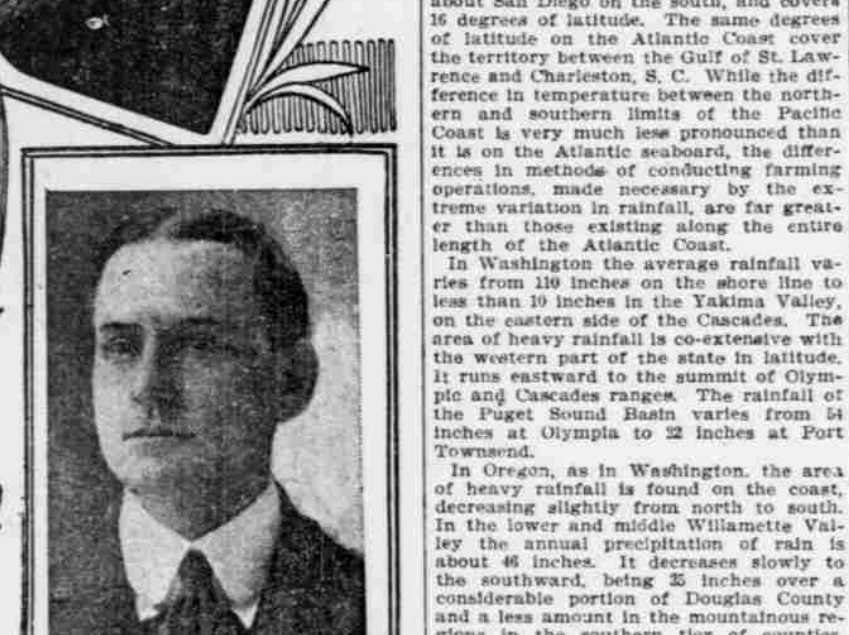 about San Diego on the south, and covers
16 degrees of latitude. The same degrees
of latitude on the Atlantic Coast cover
the territory between the Gulf of St. Law-
rence and Charleston, S. C. While the dif-
ference in temperature between the north-
ern and southern limits of the Pacific
Coast is very much less pronounced than
it is on the Atlantic seaboard, the differ-
ences in methods of conducting farming
operations, made necessary by the ex-
treme variation in rainfall, are far great-
er than those existing along the entire
length of the Atlantic Coast.
In Washington the average rainfall va-
ries from 110 inches on the shore line to
less than 10 inches in the Yakima Valley,
on the eastern side of the Cascades. The
area of heavy rainfall is co-extensive with
the western part of the state in latitude.
It runs eastward to the summit of Olym-
pic and Cascades ranges. The rainfall of
the Puget Sound Basin varies from 54
inches at Olympia to 22 inches at Port
Townsend.
In Oregon, as in Washington, the area
of heavy rainfall is found on the coast,
decreasing slightly from north to south.
In the lower and middle Willamette Val-
ley the annual precipitation of rain is
about 46 inches. It decreases slowly to
the southward, being 35 inches over a
considerable portion of Douglas County
and a less amount in the mountainous re-
gions in the southern tier of counties.